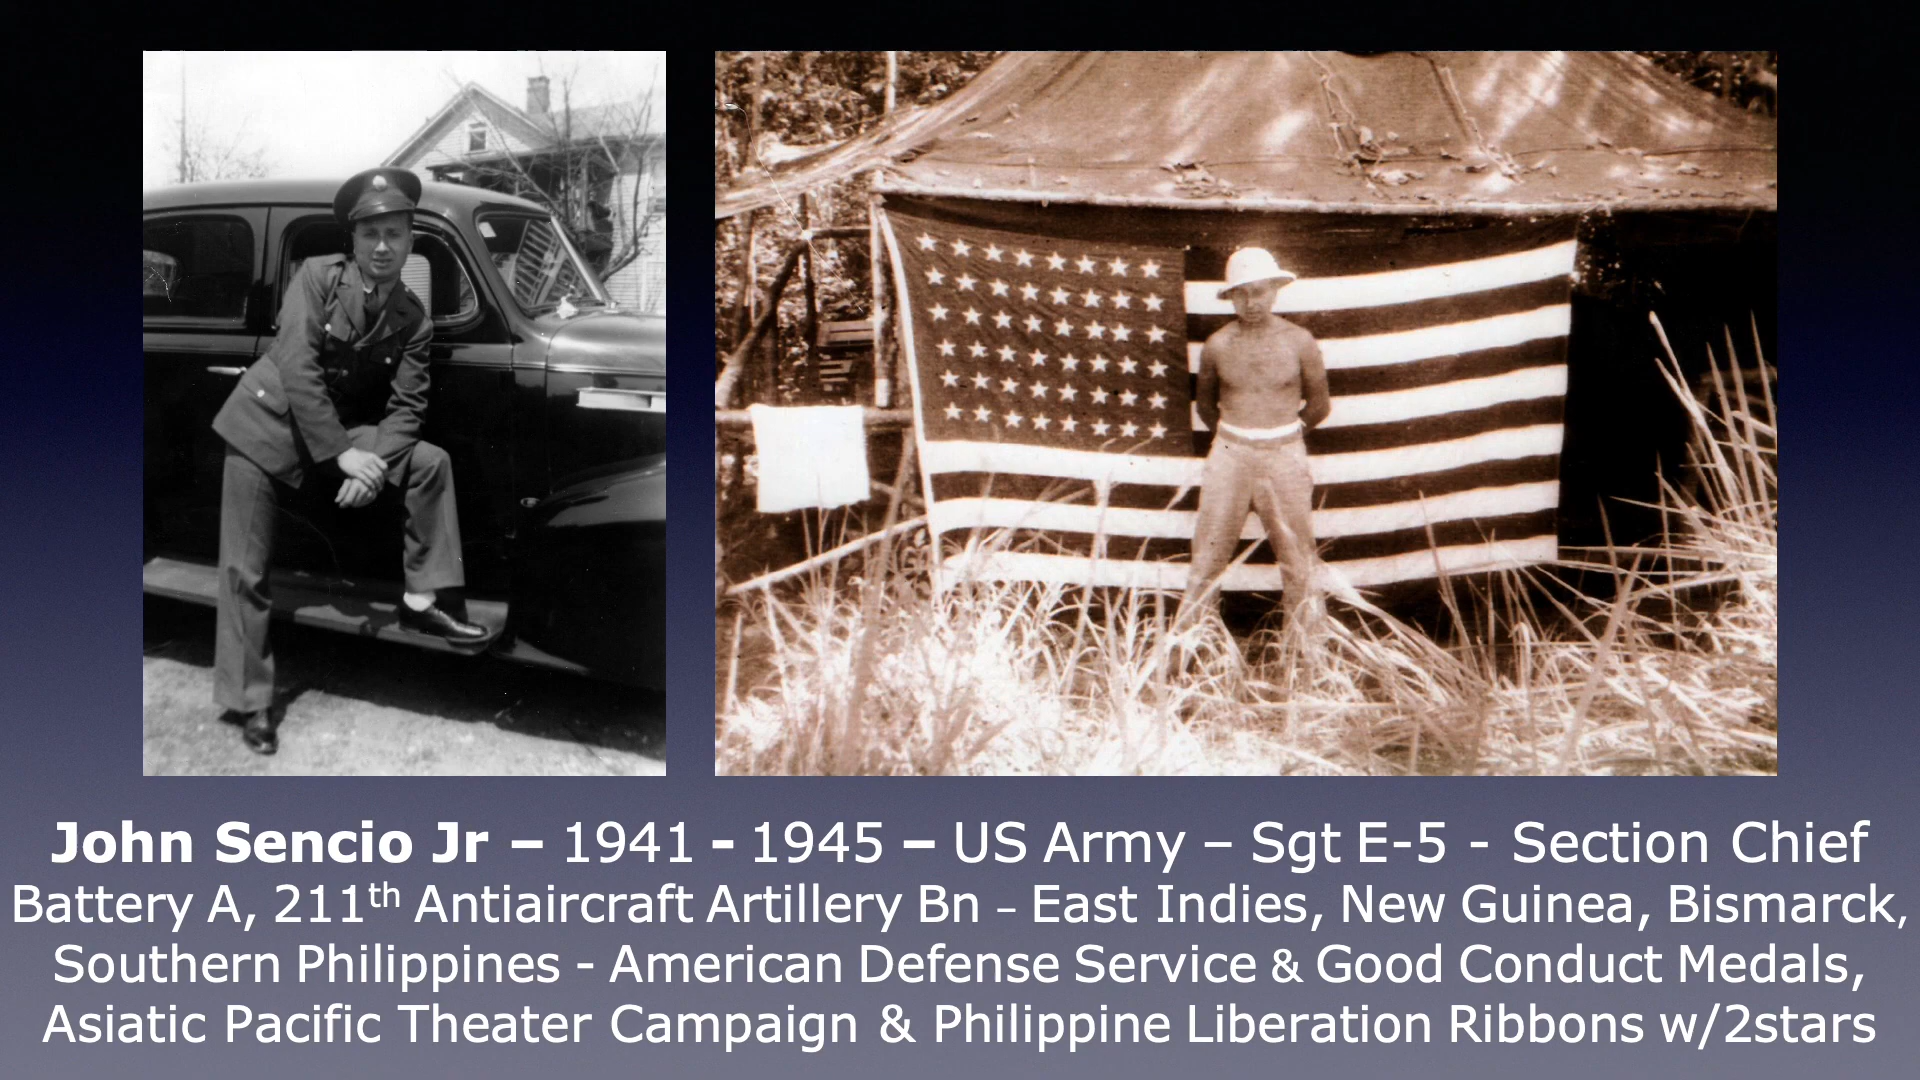 John Sencio Jr – 1941 - 1945 – US Army – Sgt E-5 - Section Chief
Battery A, 211th Antiaircraft Artillery Bn – East Indies, New Guinea, Bismarck,
Southern Philippines - American Defense Service & Good Conduct Medals,
Asiatic Pacific Theater Campaign & Philippine Liberation Ribbons w/2stars